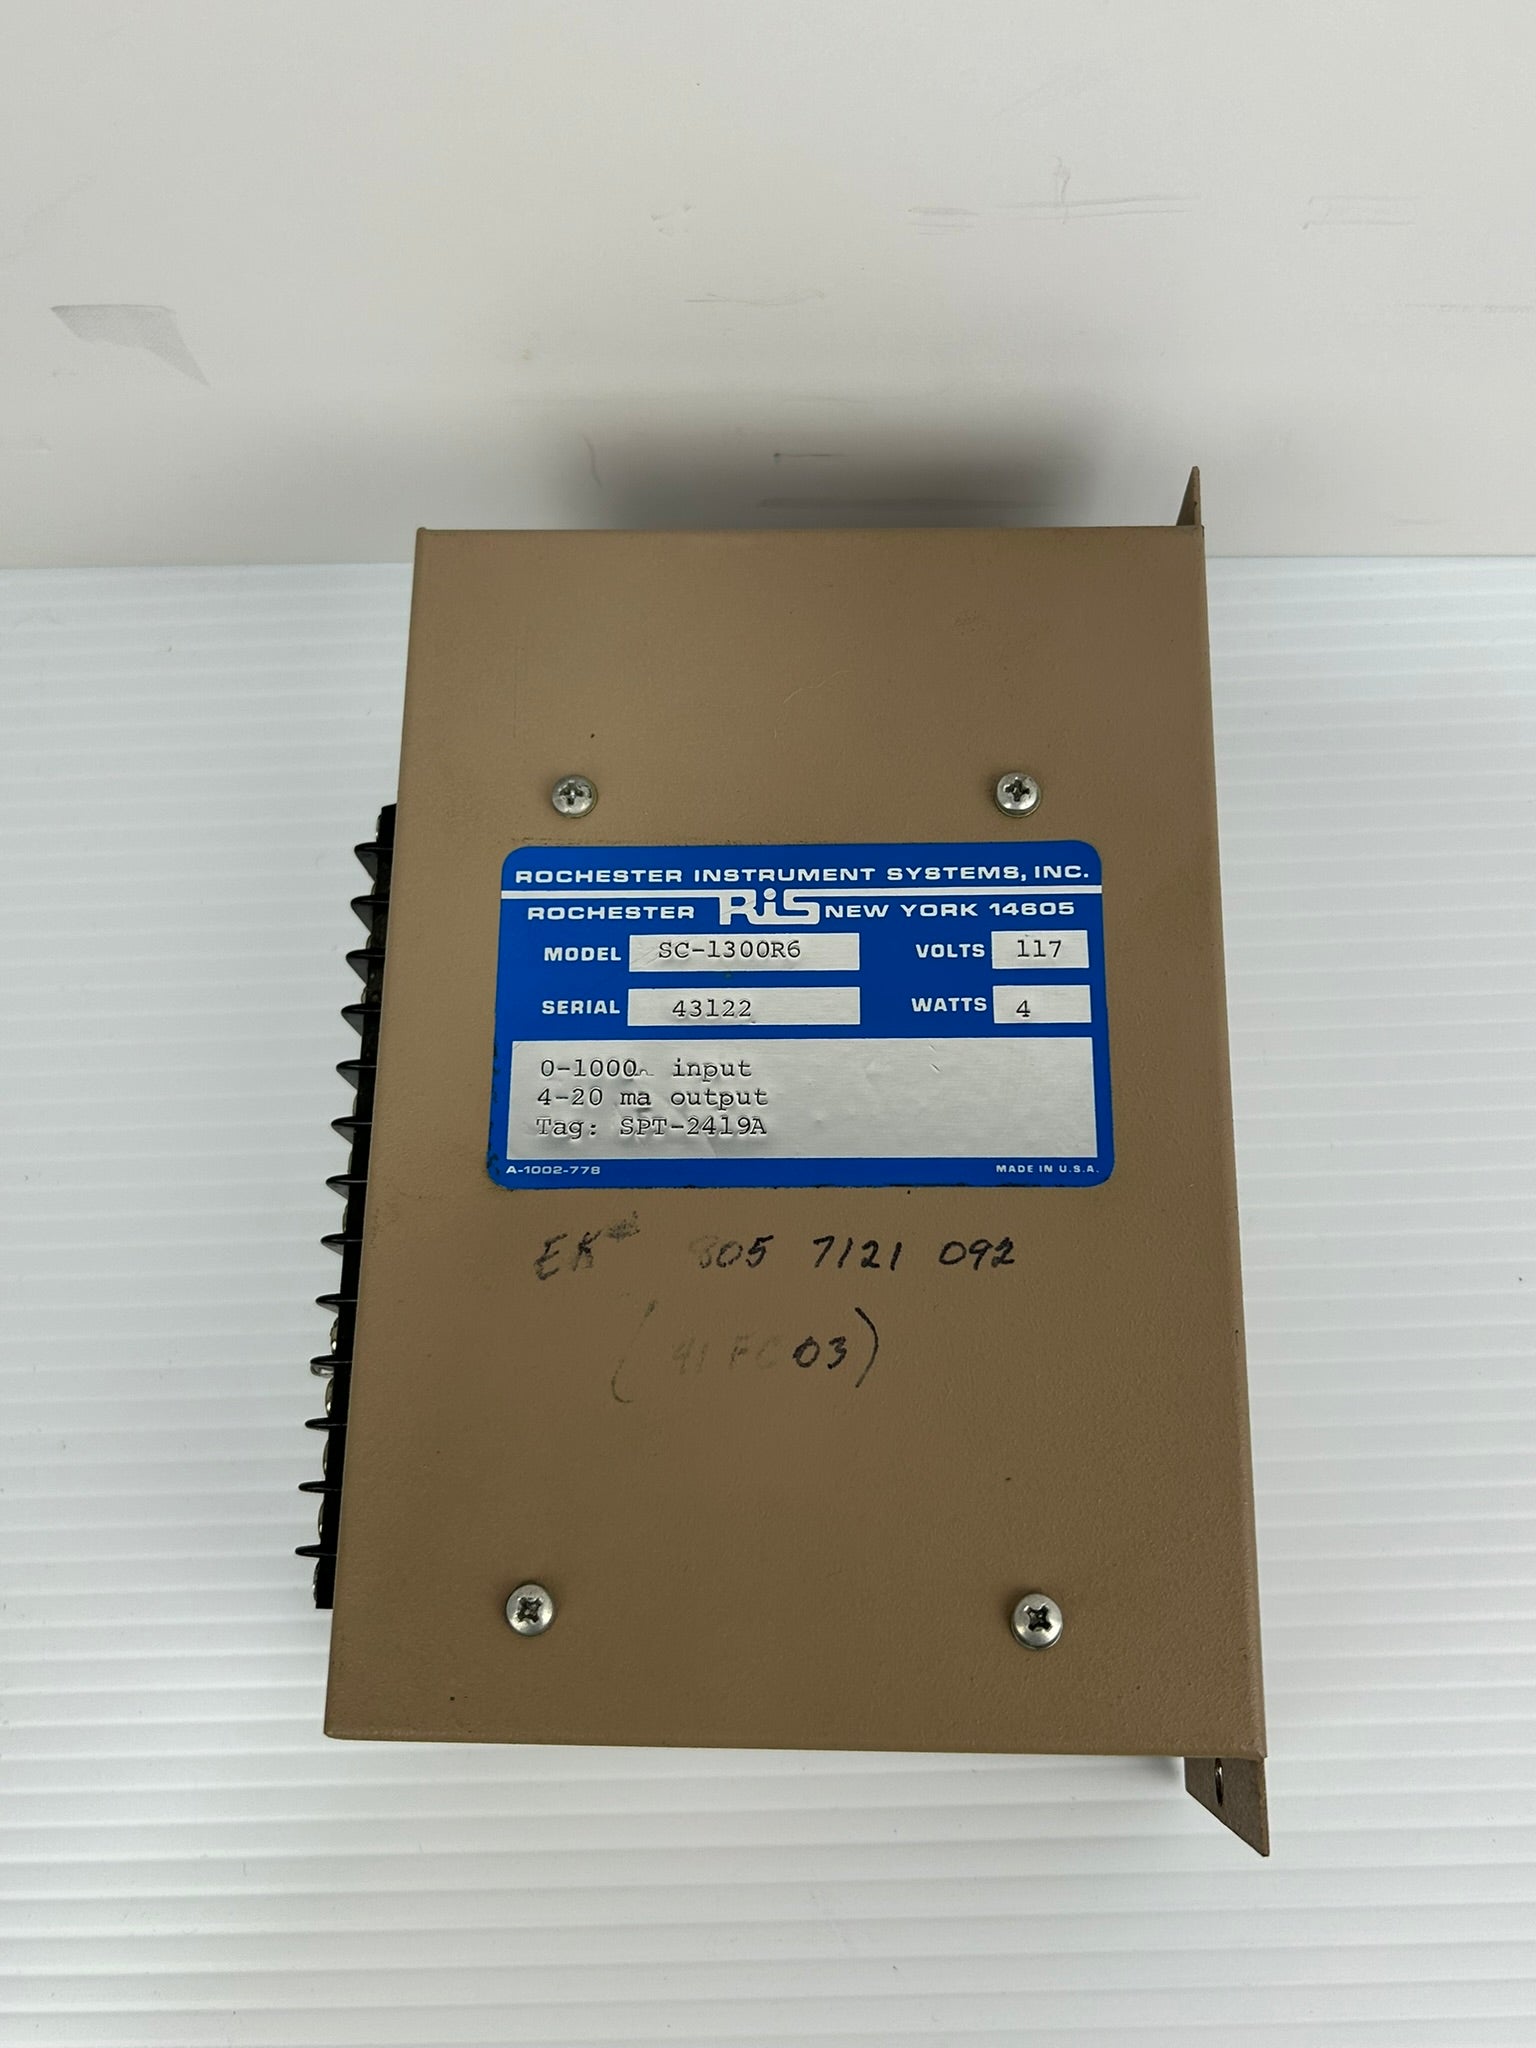 ROCHESTER INSTRUMENT SYSTEMS, INC.
ROCHESTER RiS NEW YORK 14605
MODEL SC-1300R6 VOLTS 117
SERIAL 43122 WATTS 4
0-1000Ω input
4-20 ma output
Tag: SPT-2419A
A-1002-778 MADE IN U.S.A.
EK# 805 7121 092
(41 FC 03)